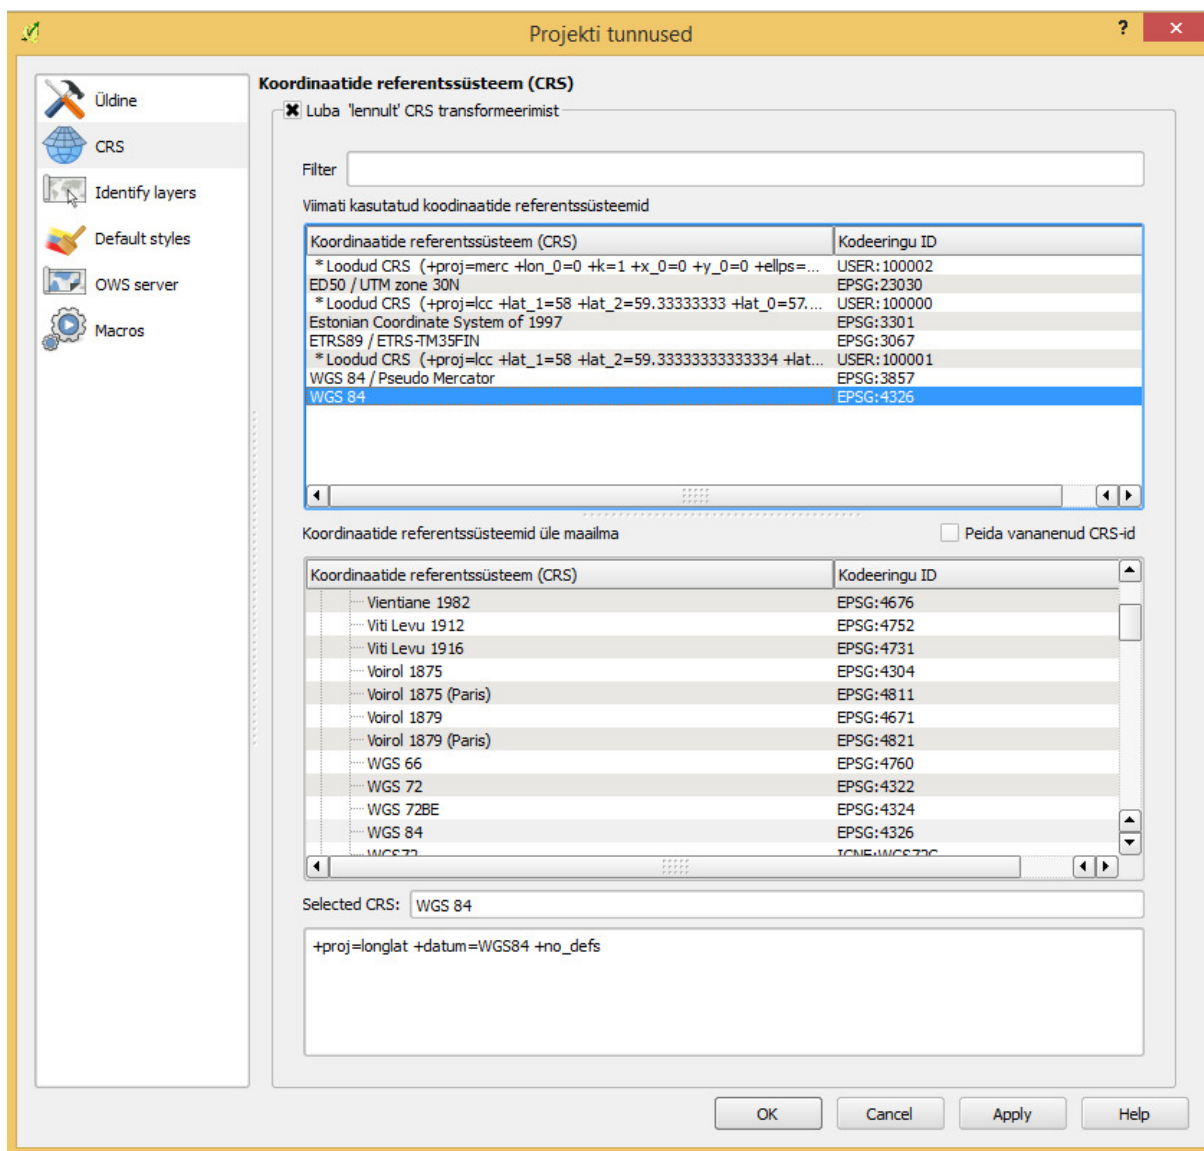 Projekti tunnused
?
Üldine
CRS
Identify layers
Default styles
OWS server
Macros
Koordinaatide referentssüsteem (CRS)
Luba 'lennult' CRS transformeerimist
Filter
Viimati kasutatud koodinaatide referentssüsteemid
Koordinaatide referentssüsteem (CRS) Kodeeringu ID
* Loodud CRS (+proj=merc +lon_0=0 +k=1 +x_0=0 +y_0=0 +ellps=... USER:100002
ED50 / UTM zone 30N EPSG:23030
* Loodud CRS (+proj=lcc +lat_1=58 +lat_2=59.33333333 +lat_0=57.... USER:100000
Estonian Coordinate System of 1997 EPSG:3301
ETRS89 / ETRS-TM35FIN EPSG:3067
* Loodud CRS (+proj=lcc +lat_1=58 +lat_2=59.33333333333334 +lat... USER:100001
WGS 84 / Pseudo Mercator EPSG:3857
WGS 84 EPSG:4326
Koordinaatide referentssüsteemid üle maailma
Peida vananenud CRS-id
Koordinaatide referentssüsteem (CRS) Kodeeringu ID
Vientiane 1982 EPSG:4676
Viti Levu 1912 EPSG:4752
Viti Levu 1916 EPSG:4731
Voirol 1875 EPSG:4304
Voirol 1875 (Paris) EPSG:4811
Voirol 1879 EPSG:4671
Voirol 1879 (Paris) EPSG:4821
WGS 66 EPSG:4760
WGS 72 EPSG:4322
WGS 72BE EPSG:4324
WGS 84 EPSG:4326
WGS72 IGNF:WGS72G
Selected CRS: WGS 84
+proj=longlat +datum=WGS84 +no_defs
OK
Cancel
Apply
Help